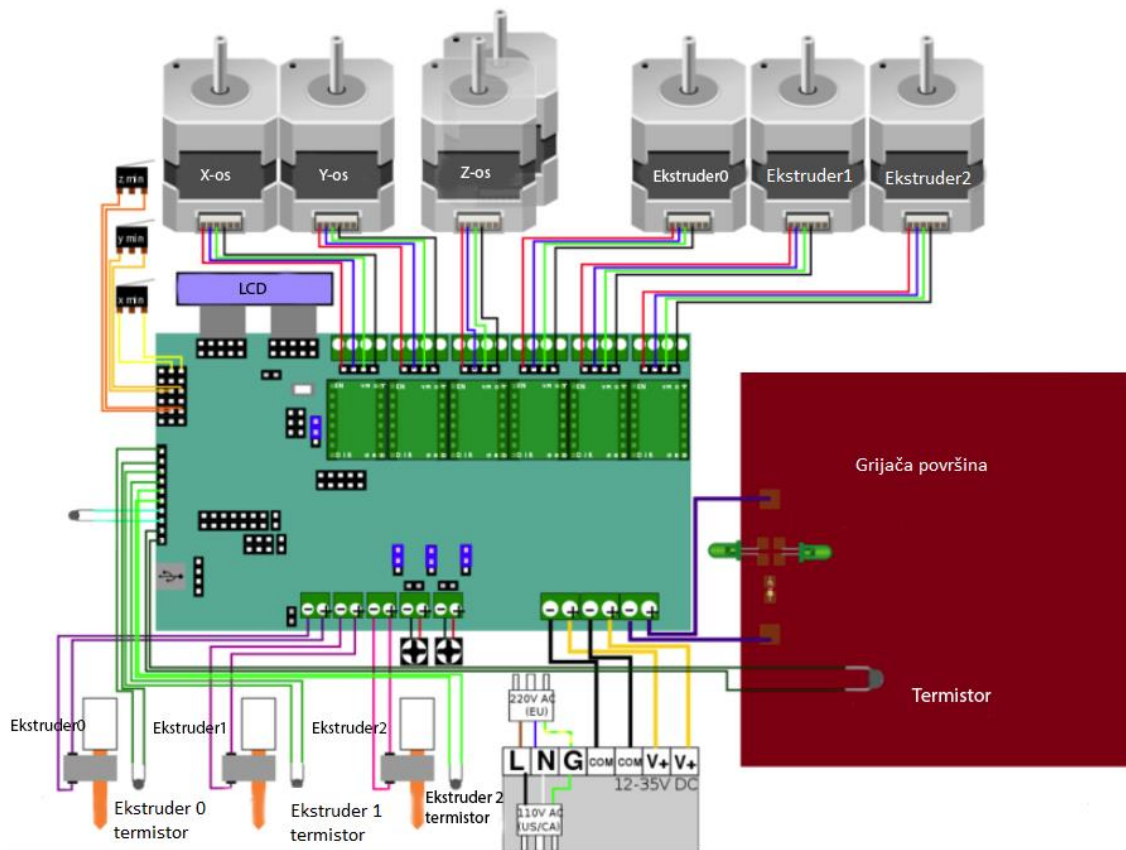 X-os
Y-os
Z-os
Ekstruder0
Ekstruder1
Ekstruder2
z min
y min
x min
LCD
Grijača površina
Termistor
Ekstruder0
Ekstruder1
Ekstruder2
Ekstruder 0
termistor
Ekstruder 1
termistor
Ekstruder 2
termistor
220V AC
(EU)
L N G COM COM V+ V+
12-35V DC
110V AC
(US/CA)